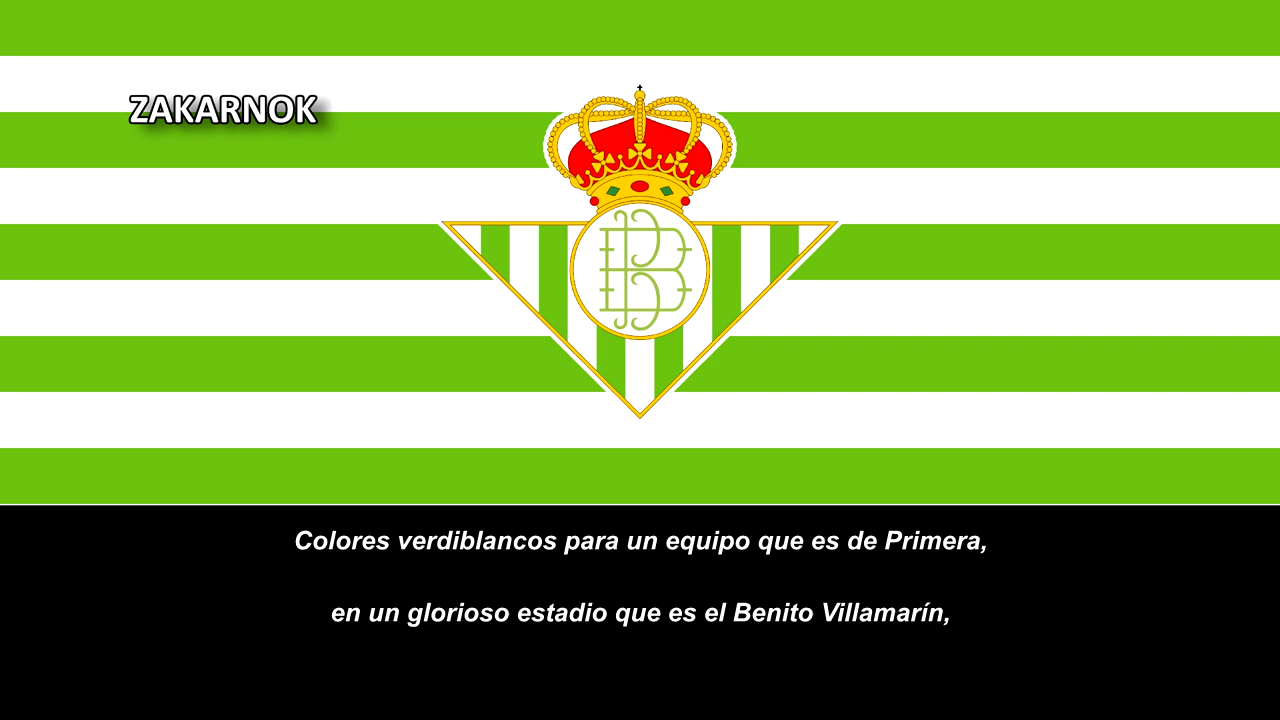 ZAKARNOK
BB
Colores verdiblancos para un equipo que es de Primera,
en un glorioso estadio que es el Benito Villamarín,